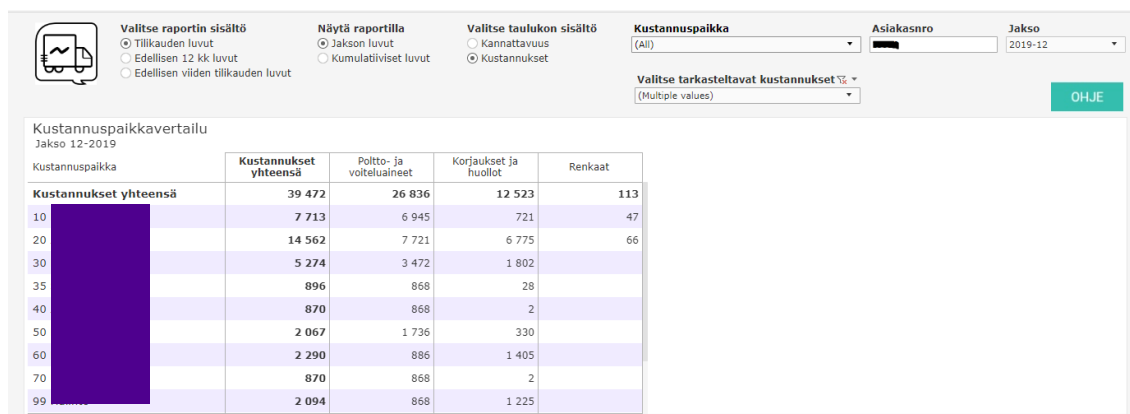 Valitse raportin sisältö
Tilikauden luvut
Edellisen 12 kk luvut
Edellisen viiden tilikauden luvut
Näytä raportilla
Jakson luvut
Kumulatiiviset luvut
Valitse taulukon sisältö
Kannattavuus
Kustannukset
Kustannuspaikka
(All)
Asiakasnro
Jakso
2019-12
Valitse tarkasteltavat kustannukset
(Multiple values)
OHJE
Kustannuspaikkavertailu
Jakso 12-2019
Kustannuspaikka Kustannukset yhteensä Poltto- ja voiteluaineet Korjaukset ja huollot Renkaat
Kustannukset yhteensä 39 472 26 836 12 523 113
10 7 713 6 945 721 47
20 14 562 7 721 6 775 66
30 5 274 3 472 1 802
35 896 868 28
40 870 868 2
50 2 067 1 736 330
60 2 290 886 1 405
70 870 868 2
99 2 094 868 1 225